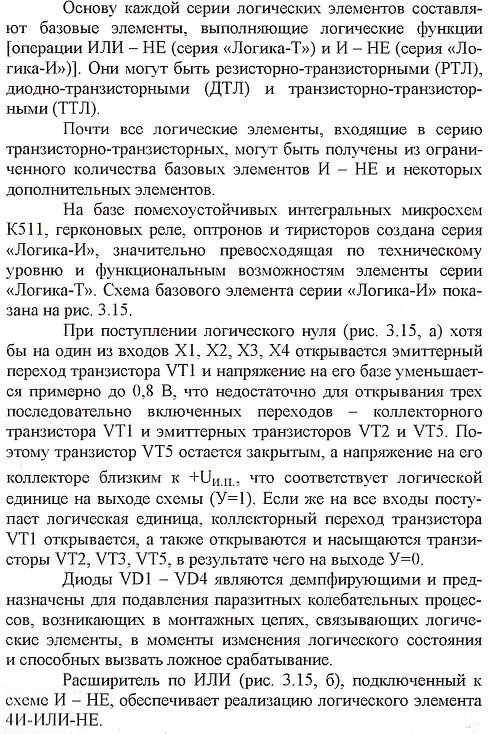 Основу каждой серии логических элементов составля-
ют базовые элементы, выполняющие логические функции
[операции ИЛИ – НЕ (серия «Логика-Т») и И – НЕ (серия «Ло-
гика-И»)]. Они могут быть резисторно-транзисторными (РТЛ),
диодно-транзисторными (ДТЛ) и транзисторно-транзистор-
ными (ТТЛ).
Почти все логические элементы, входящие в серию
транзисторно-транзисторных, могут быть получены из ограни-
ченного количества базовых элементов И – НЕ и некоторых
дополнительных элементов.
На базе помехоустойчивых интегральных микросхем
К511, герконовых реле, оптронов и тиристоров создана серия
«Логика-И», значительно превосходящая по техническому
уровню и функциональным возможностям элементы серии
«Логика-Т». Схема базового элемента серии «Логика-И» пока-
зана на рис. 3.15.
При поступлении логического нуля (рис. 3.15, а) хотя
бы на один из входов X1, X2, X3, X4 открывается эмиттерный
переход транзистора VT1 и напряжение на его базе уменьшает-
ся примерно до 0,8 В, что недостаточно для открывания трех
последовательно включенных переходов – коллекторного
транзистора VT1 и эмиттерных транзисторов VT2 и VT5. По-
этому транзистор VT5 остается закрытым, а напряжение на его
коллекторе близким к +U_И.П., что соответствует логической
единице на выходе схемы (У=1). Если же на все входы посту-
пает логическая единица, коллекторный переход транзистора
VT1 открывается, а также открываются и насыщаются транзи-
сторы VT2, VT3, VT5, в результате чего на выходе У=0.
Диоды VD1 – VD4 являются демпфирующими и пред-
назначены для подавления паразитных колебательных процес-
сов, возникающих в монтажных цепях, связывающих логиче-
ские элементы, в моменты изменения логического состояния
и способных вызвать ложное срабатывание.
Расширитель по ИЛИ (рис. 3.15, б), подключенный к
схеме И – НЕ, обеспечивает реализацию логического элемента
4И-ИЛИ-НЕ.